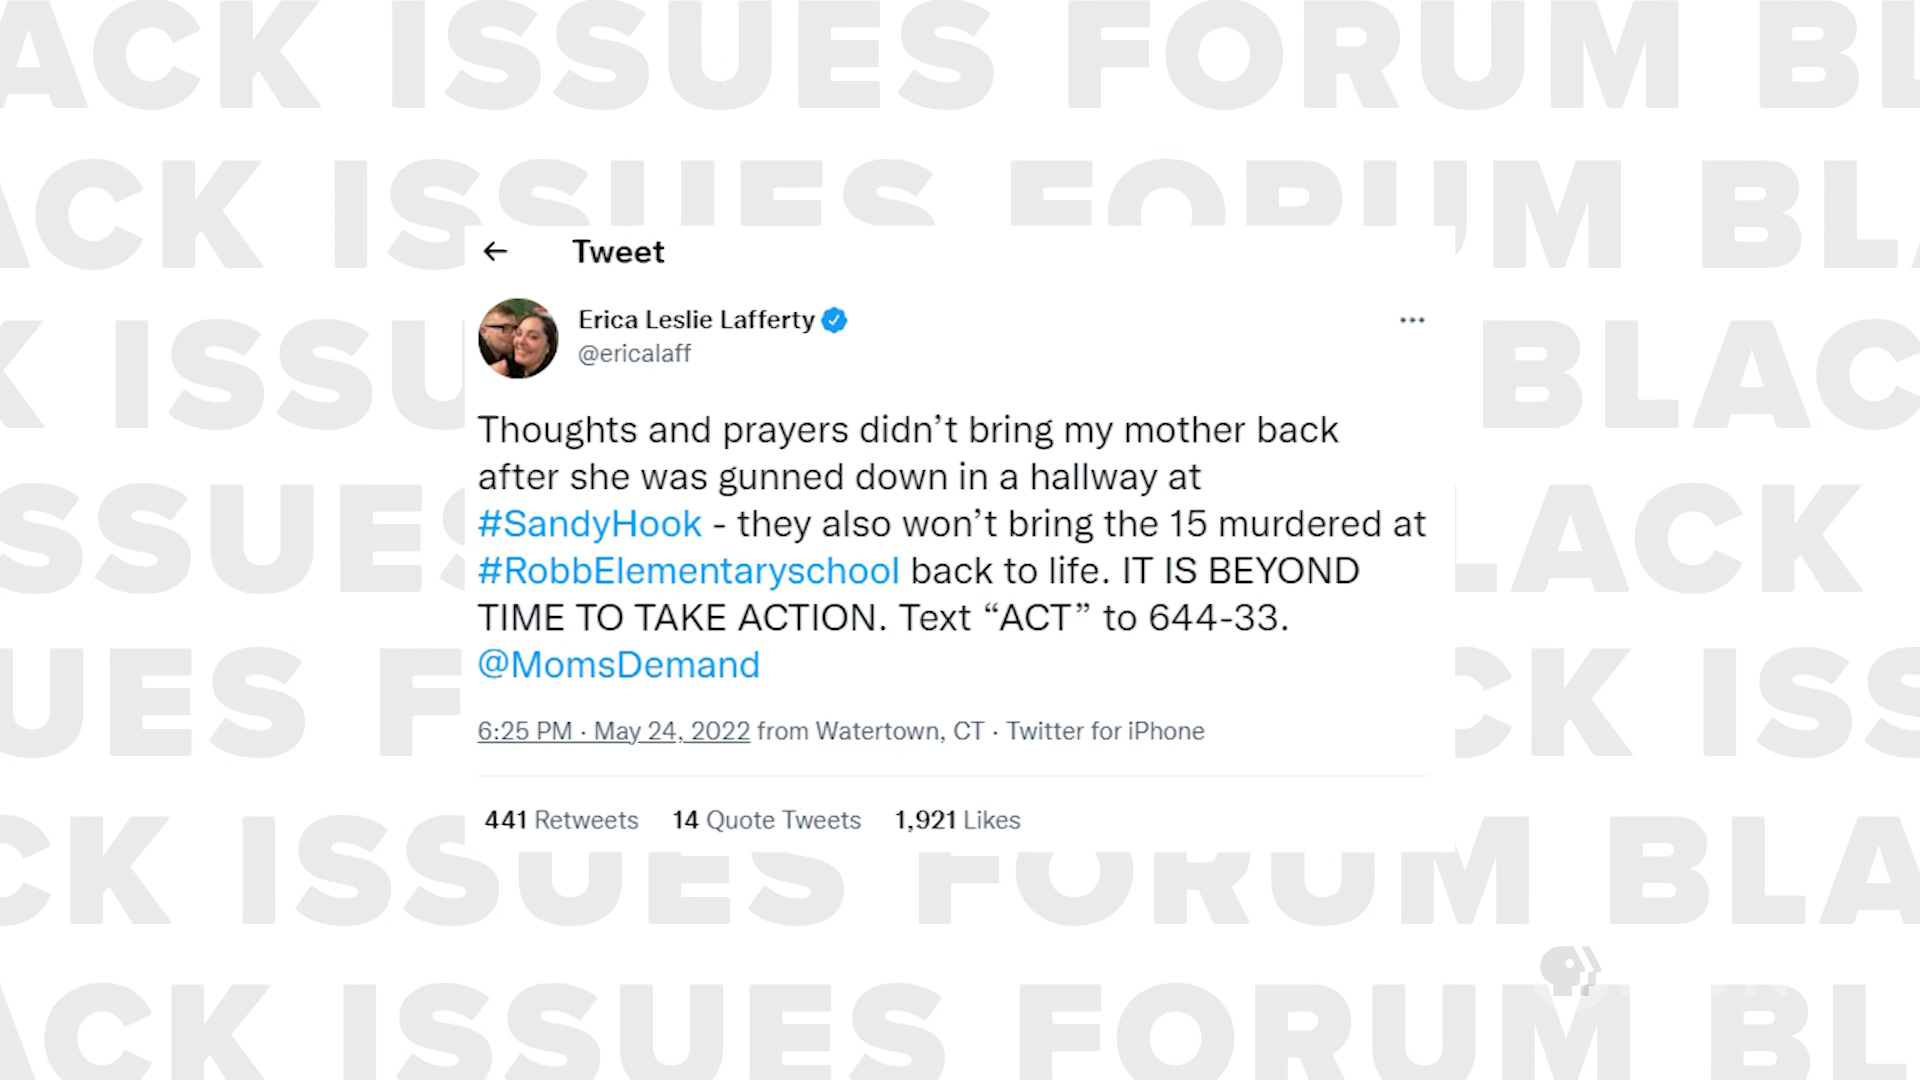 ACK ISSUES FORUM BL
ACK ISSUES FORUM BLA
Tweet
Erica Leslie Lafferty
@ericalaff
K ISSU
BLAC
Thoughts and prayers didn’t bring my mother back
after she was gunned down in a hallway at
#SandyHook - they also won’t bring the 15 murdered at
#RobbElementaryschool back to life. IT IS BEYOND
TIME TO TAKE ACTION. Text “ACT” to 644-33.
@MomsDemand
SSUES
LACK
UES F
CK ISS
6:25 PM · May 24, 2022 from Watertown, CT · Twitter for iPhone
441 Retweets 14 Quote Tweets 1,921 Likes
CK ISSUES FORUM BLA
ACK ISSUES FORUM BL